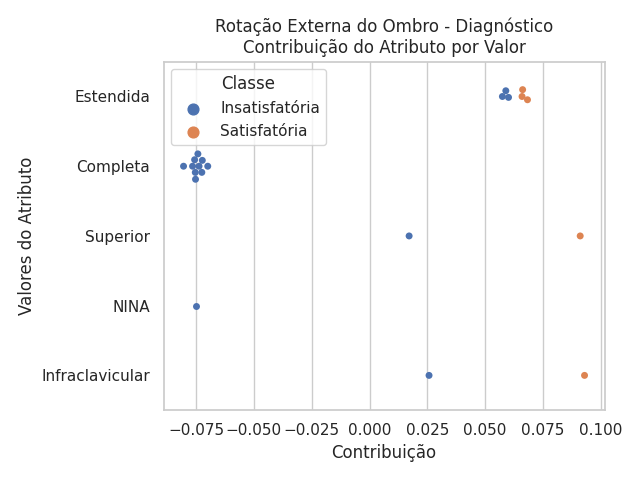 Rotação Externa do Ombro - Diagnóstico
Contribuição do Atributo por Valor
Classe
Insatisfatória
Satisfatória
Valores do Atributo
Estendida
Completa
Superior
NINA
Infraclavicular
−0.075 −0.050 −0.025 0.000 0.025 0.050 0.075 0.100
Contribuição